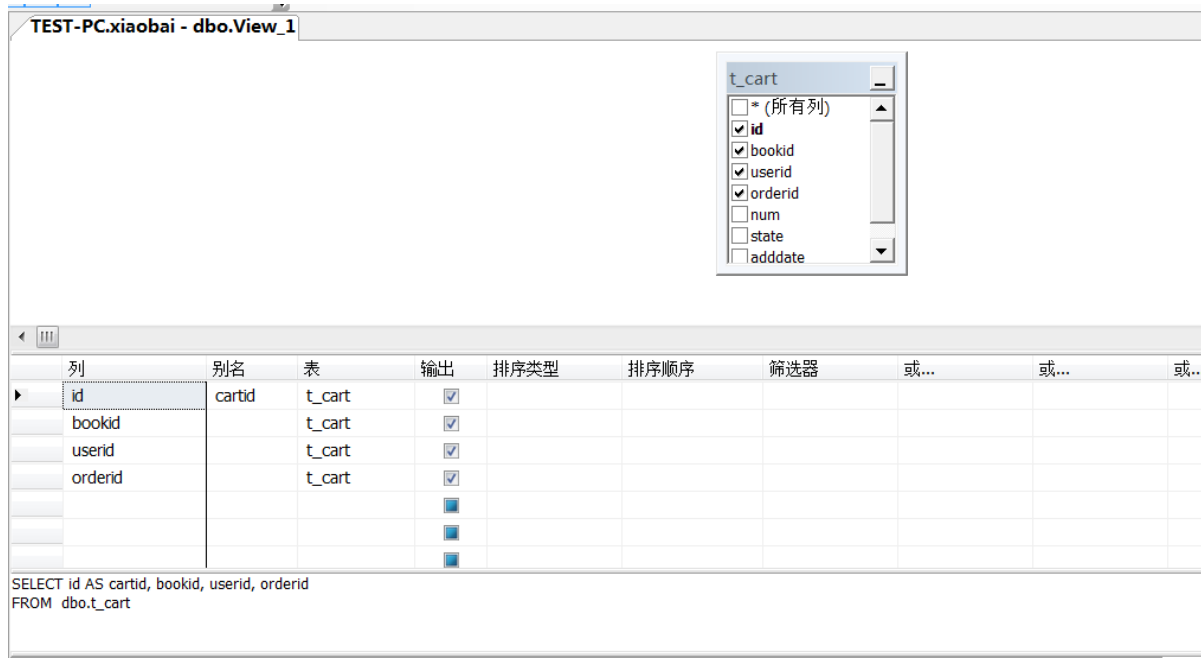 TEST-PC.xiaobai - dbo.View_1
t_cart
* (所有列)
id
bookid
userid
orderid
num
state
adddate
列 别名 表 输出 排序类型 排序顺序 筛选器 或... 或... 或...
id cartid t_cart
bookid t_cart
userid t_cart
orderid t_cart
SELECT id AS cartid, bookid, userid, orderid
FROM dbo.t_cart